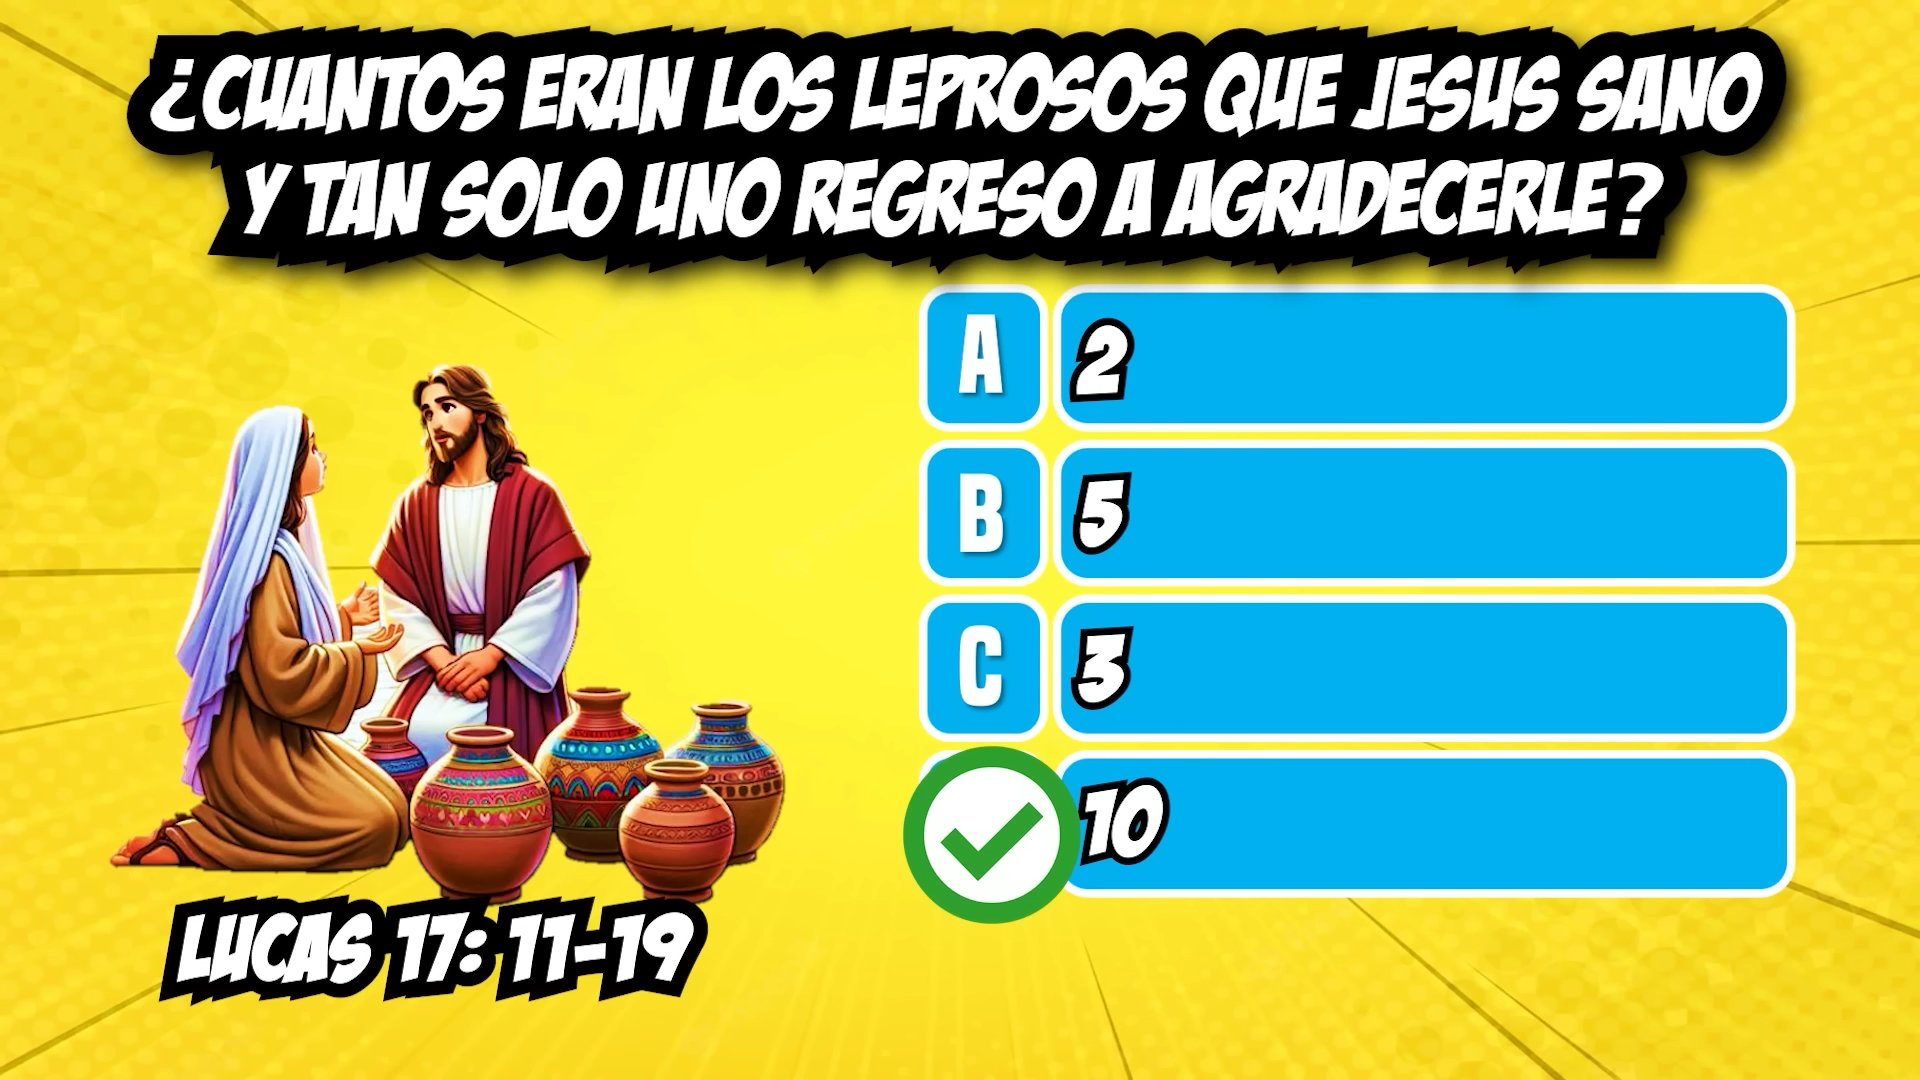 ¿CUANTOS ERAN LOS LEPROSOS QUE JESUS SANO
Y TAN SOLO UNO REGRESO A AGRADECERLE?
A 2
B 5
C 3
10
LUCAS 17: 11-19